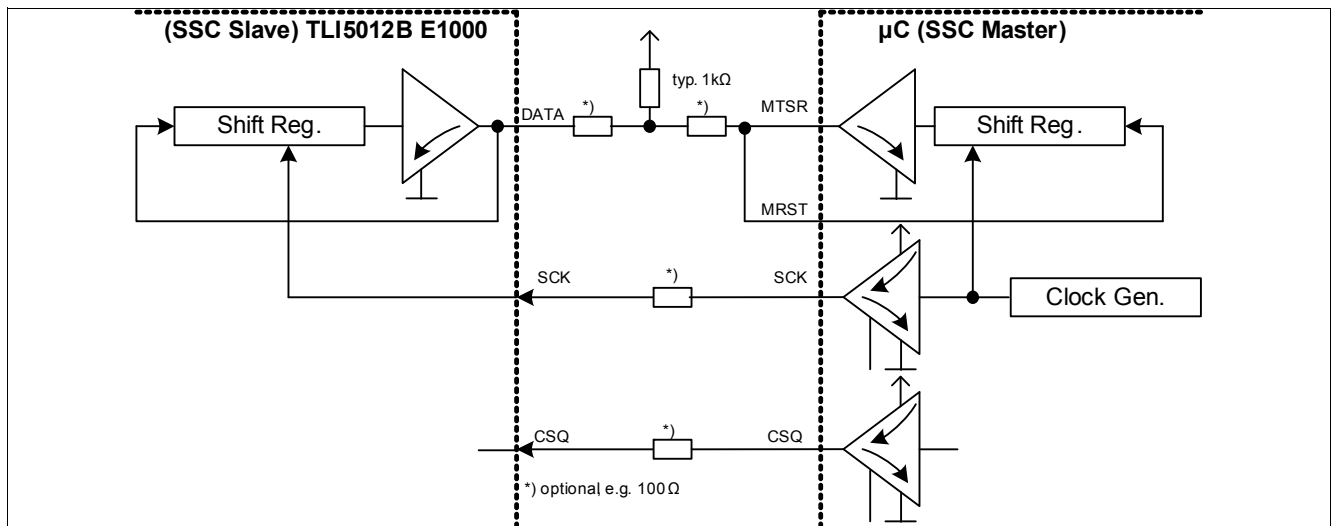 (SSC Slave) TLI5012B E1000
µC (SSC Master)
typ. 1kΩ
DATA
*)
*)
MTSR
Shift Reg.
Shift Reg.
MRST
SCK
*)
SCK
Clock Gen.
CSQ
*)
CSQ
*) optional, e.g. 100Ω